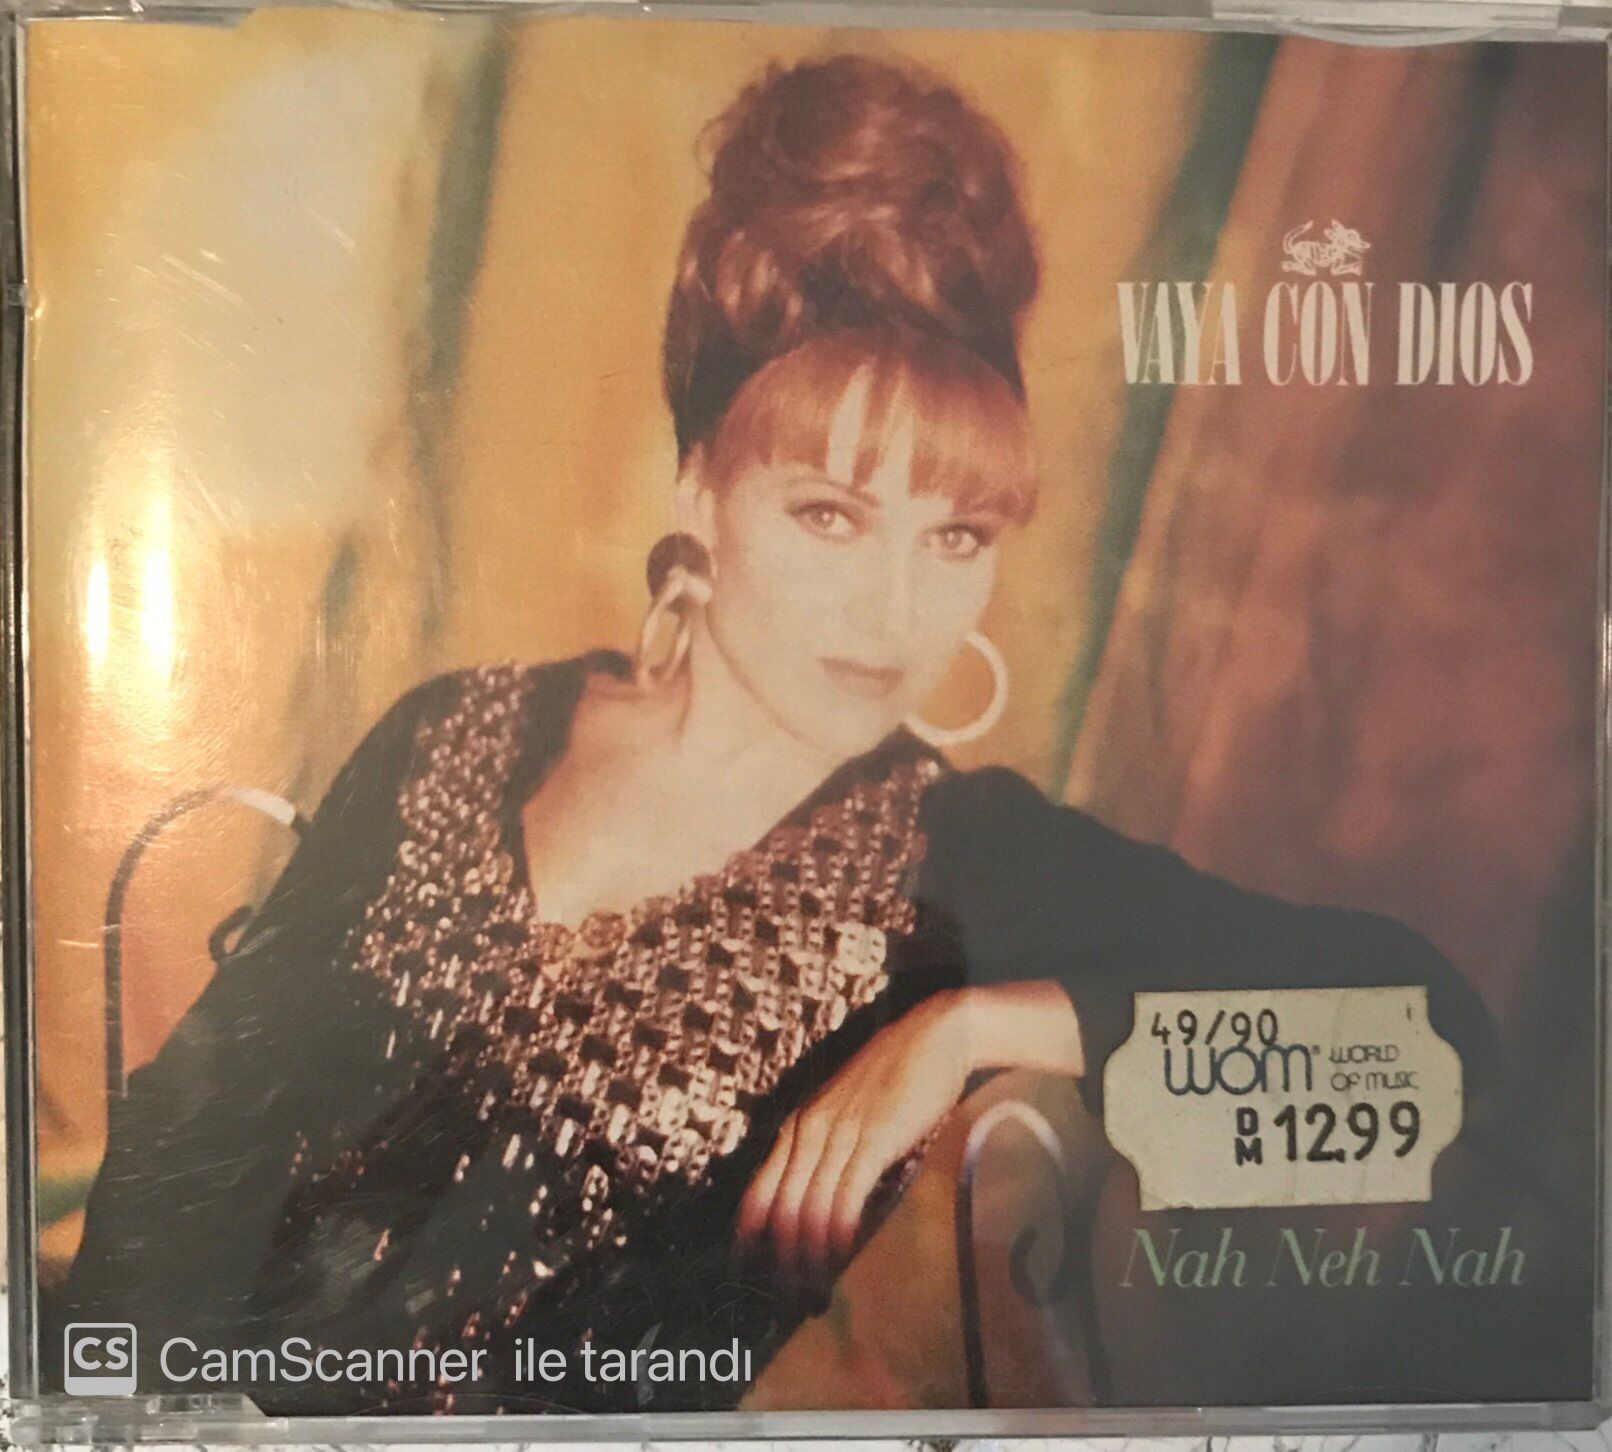 VAYA CON DIOS
49/90
WOM® WORLD
OF MUSIC
DM 12.99
Nah Neh Nah
CS CamScanner ile tarandı